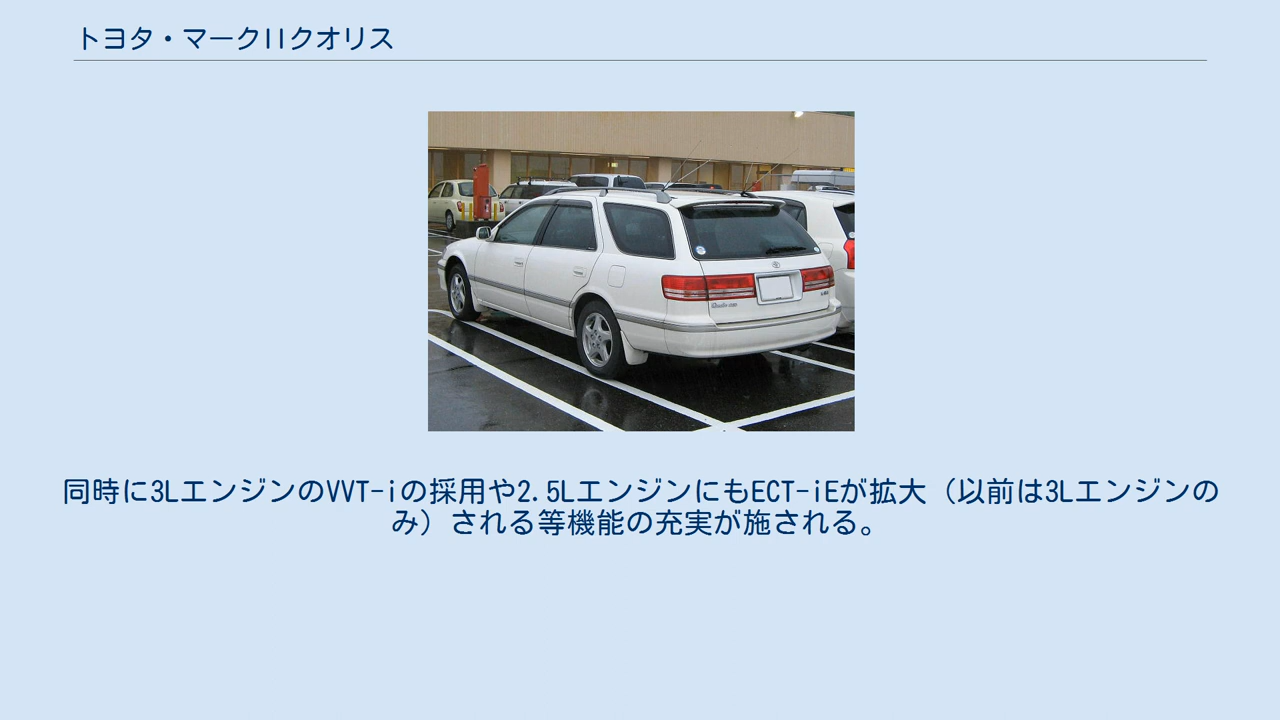 トヨタ・マークIIクオリス
同時に3LエンジンのVVT-iの採用や2.5LエンジンにもECT-iEが拡大（以前は3Lエンジンの
み）される等機能の充実が施される。